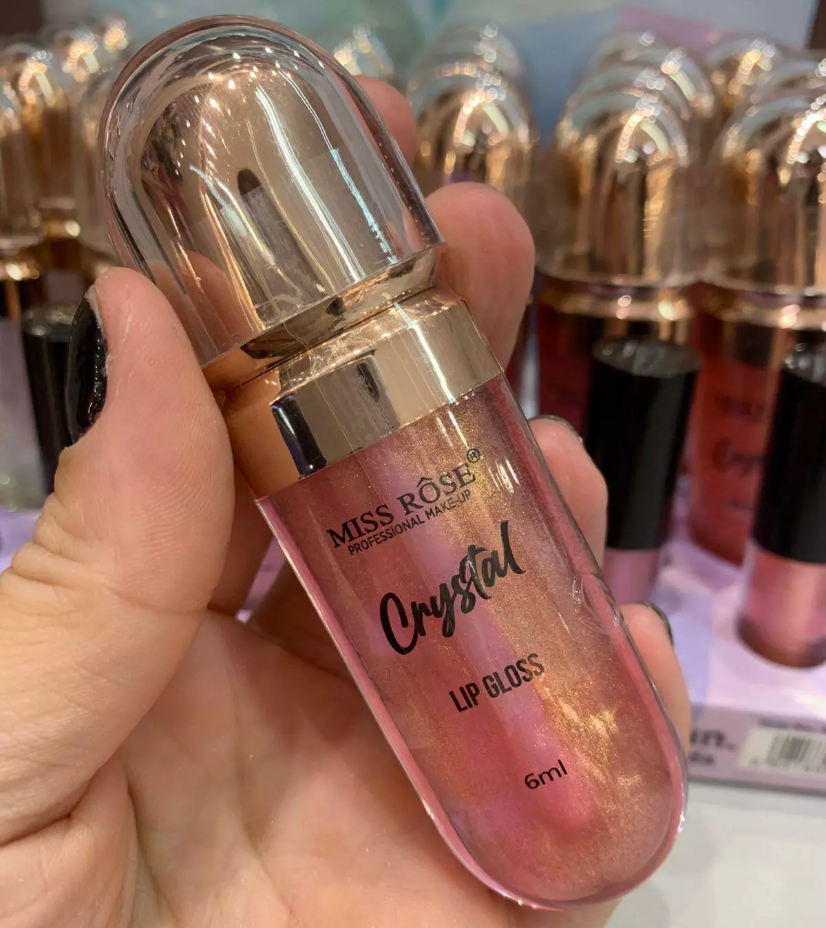 MISS RÔSE®
PROFESSIONAL MAKE-UP
Crystal
LIP GLOSS
6ml